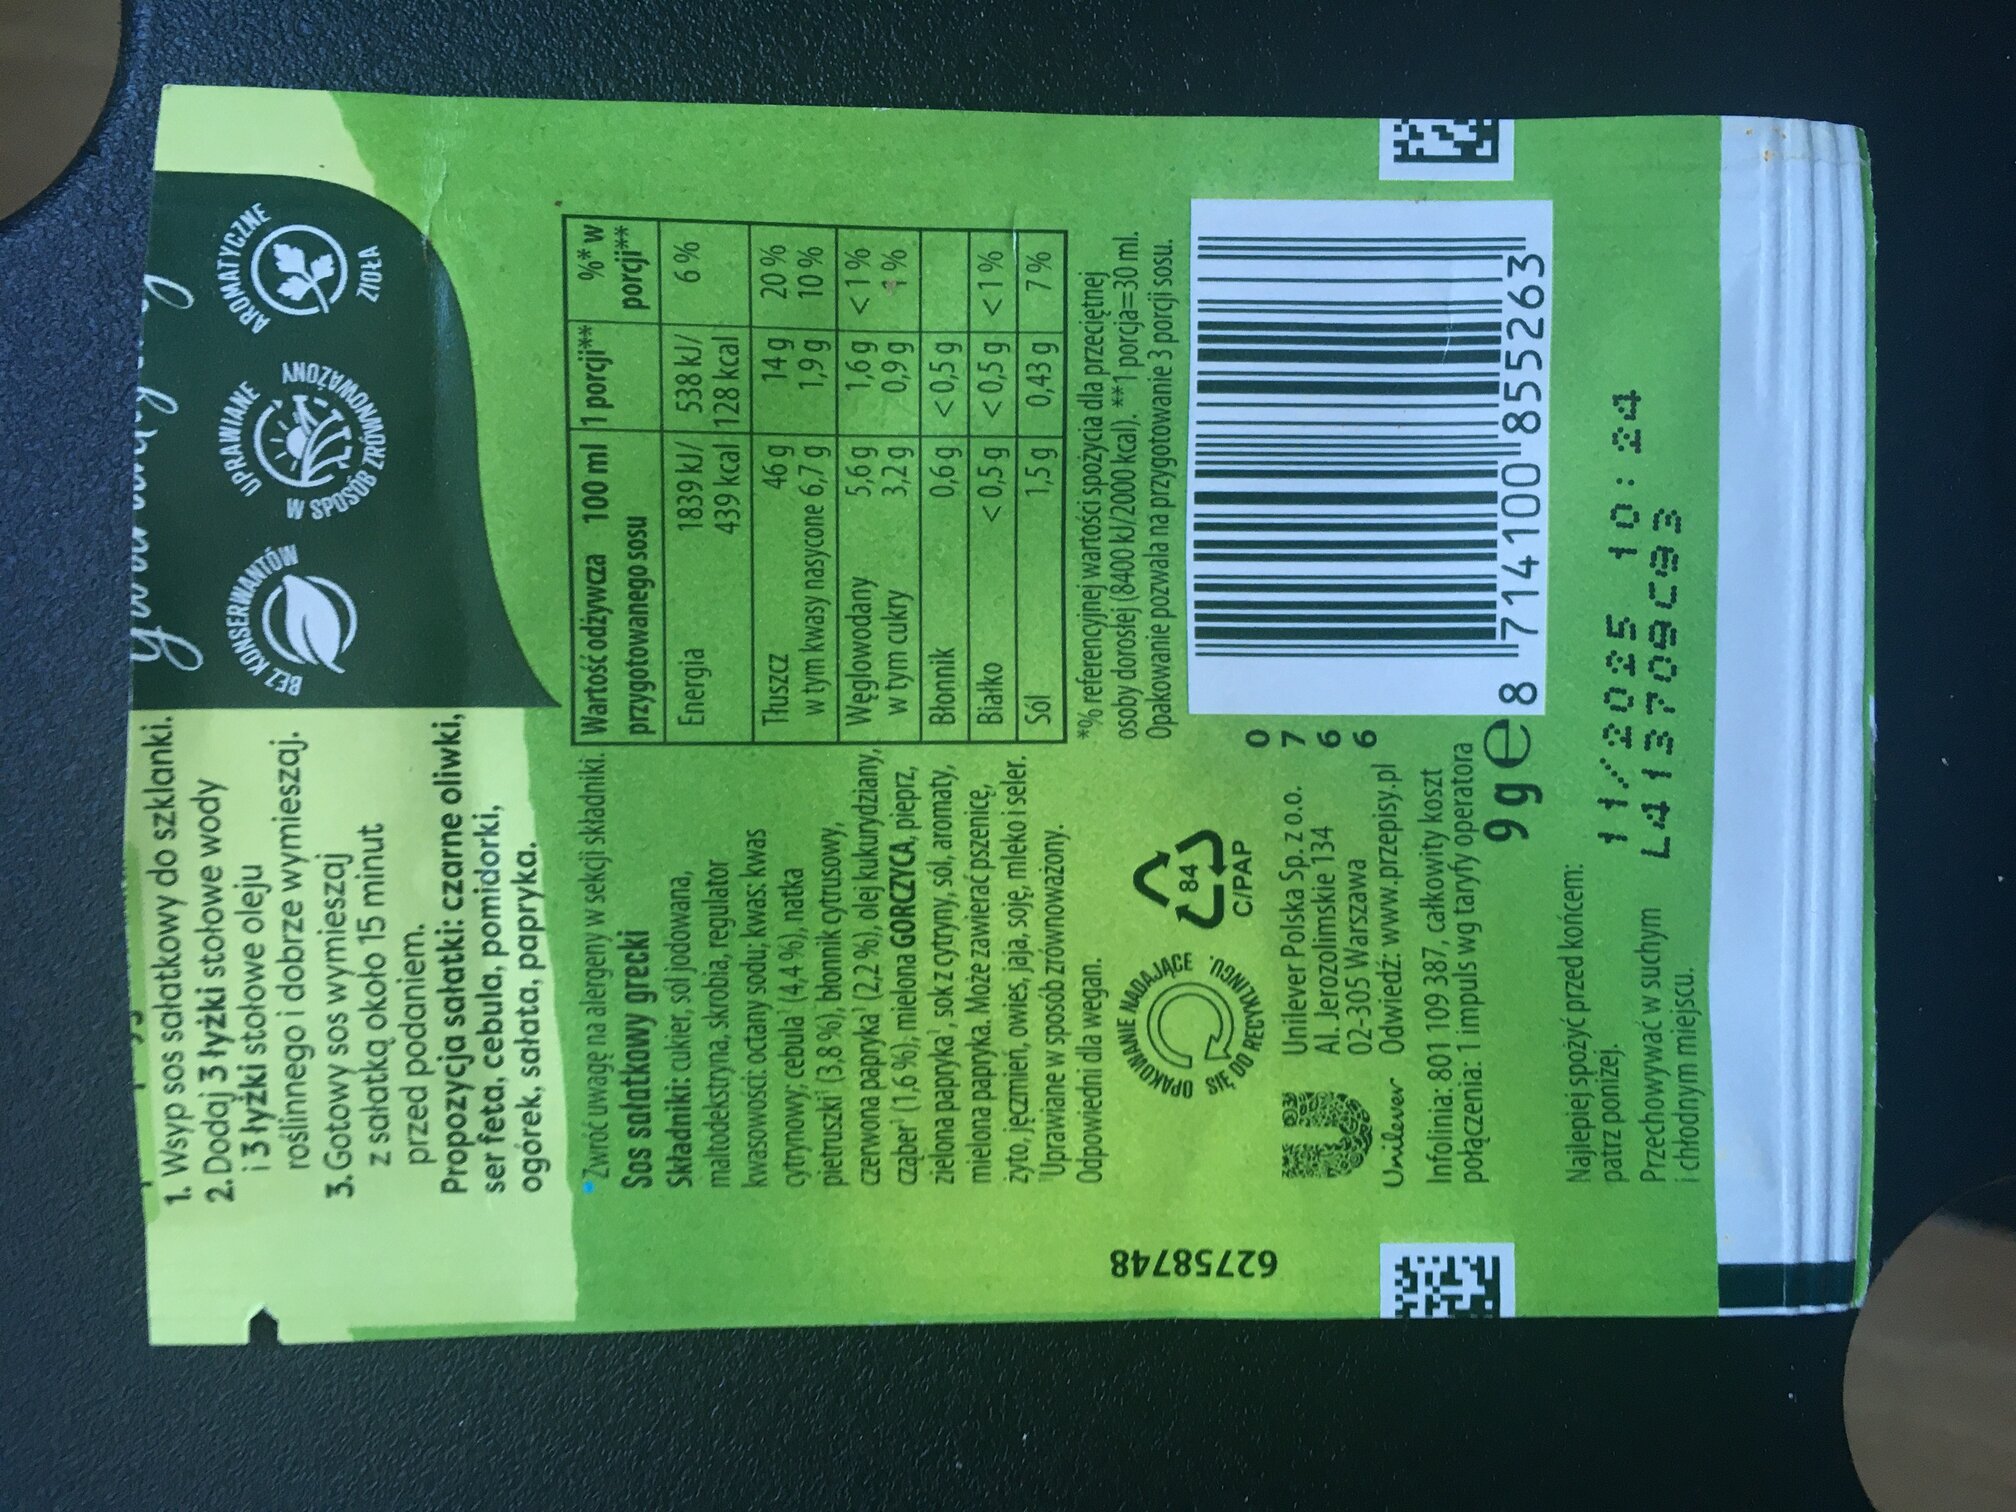 1. Wsyp sos sałatkowy do szklanki.
2. Dodaj 3 łyżki stołowe wody
i 3 łyżki stołowe oleju
roślinnego i dobrze wymieszaj.
3. Gotowy sos wymieszaj
z sałatką około 15 minut
przed podaniem.
Propozycja sałatki: czarne oliwki,
ser feta, cebula, pomidorki,
ogórek, sałata, papryka.
BEZ KONSERWANTÓW
UPRAWIANE W SPOSÓB ZRÓWNOWAŻONY
AROMATYCZNE ZIOŁA
*Zwróć uwagę na alergeny w sekcji składniki.
Sos sałatkowy grecki
Składniki: cukier, sól jodowana,
maltodekstryna, skrobia, regulator
kwasowości: octany sodu; kwas: kwas
cytrynowy; cebula¹ (4,4 %), natka
pietruszki¹ (3,8 %), błonnik cytrusowy,
czerwona papryka¹ (2,2 %), olej kukurydziany,
cząber¹ (1,6 %), mielona GORCZYCA, pieprz,
zielona papryka¹, sok z cytryny, sól, aromaty,
mielona papryka. Może zawierać pszenicę,
żyto, jęczmień, owies, jaja, soję, mleko i seler.
¹Uprawiane w sposób zrównoważony.
Odpowiedni dla wegan.
Wartość odżywcza 100 ml 1 porcji** %* w
przygotowanego sosu porcji**
Energia 1839 kJ/ 538 kJ/ 6 %
439 kcal 128 kcal
Tłuszcz 46 g 14 g 20 %
w tym kwasy nasycone 6,7 g 1,9 g 10 %
Węglowodany 5,6 g 1,6 g < 1 %
w tym cukry 3,2 g 0,9 g 1 %
Błonnik 0,6 g < 0,5 g
Białko < 0,5 g < 0,5 g < 1 %
Sól 1,5 g 0,43 g 7 %
*% referencyjnej wartości spożycia dla przeciętnej
osoby dorosłej (8400 kJ/2000 kcal). **1 porcja=30 ml.
Opakowanie pozwala na przygotowanie 3 porcji sosu.
62758748
OPAKOWANIE NADAJĄCE SIĘ DO RECYKLINGU.
84
C/PAP
0
7
6
6
Unilever
Unilever Polska Sp. z o.o.
Al. Jerozolimskie 134
02-305 Warszawa
Odwiedź: www.przepisy.pl
Infolinia: 801 109 387, całkowity koszt
połączenia: 1 impuls wg taryfy operatora
9 g e
8 714100 855263
Najlepiej spożyć przed końcem:
patrz poniżej.
11/2025 10:24
L413709C93
Przechowywać w suchym
i chłodnym miejscu.